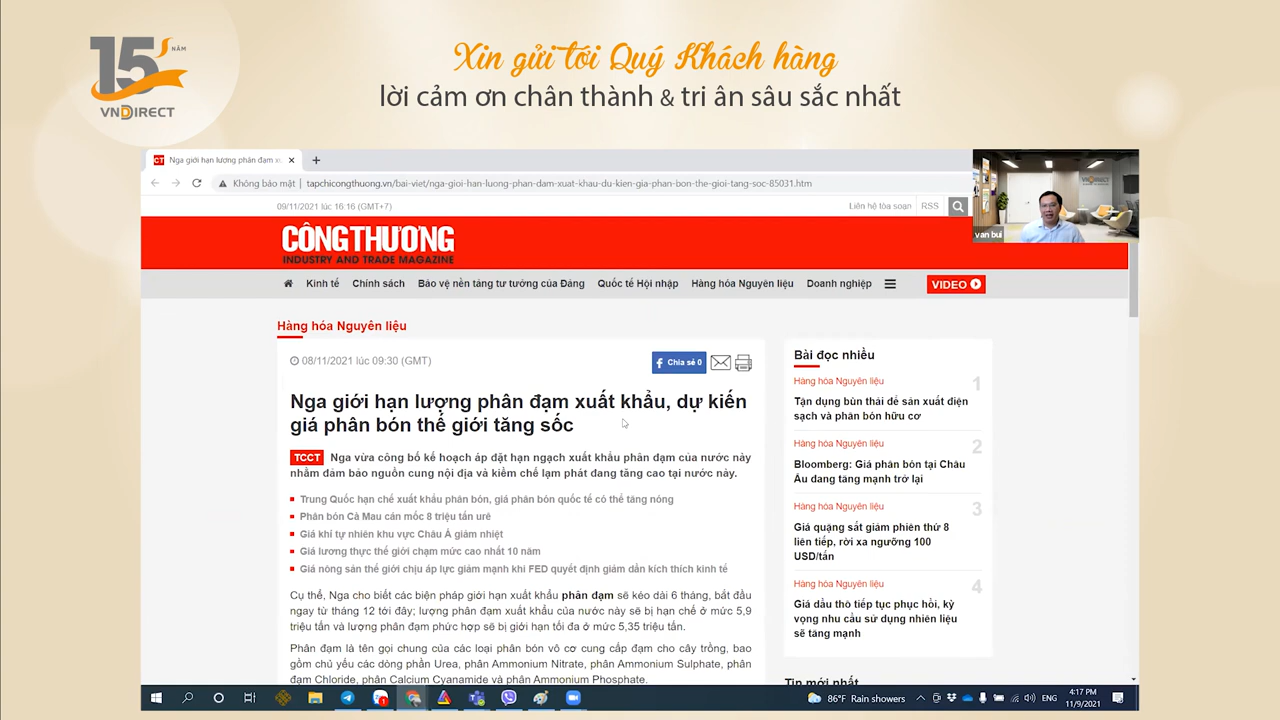 15 NĂM
VNDIRECT
Xin gửi tới Quý Khách hàng
lời cảm ơn chân thành & tri ân sâu sắc nhất
Nga giới hạn lượng phân đạm x
Không bảo mật | tapchicongthuong.vn/bai-viet/nga-gioi-han-luong-phan-dam-xuat-khau-du-kien-gia-phan-bon-the-gioi-tang-soc-85031.htm
VNDIRECT
van bui
09/11/2021 lúc 16:16 (GMT+7)
Liên hệ tòa soạn
RSS
CÔNG THƯƠNG
INDUSTRY AND TRADE MAGAZINE
Kinh tế Chính sách Bảo vệ nền tảng tư tưởng của Đảng Quốc tế Hội nhập Hàng hóa Nguyên liệu Doanh nghiệp
VIDEO
Hàng hóa Nguyên liệu
08/11/2021 lúc 09:30 (GMT)
Chia sẻ 0
Nga giới hạn lượng phân đạm xuất khẩu, dự kiến
giá phân bón thế giới tăng sốc
TCCT Nga vừa công bố kế hoạch áp đặt hạn ngạch xuất khẩu phân đạm của nước này
nhằm đảm bảo nguồn cung nội địa và kiềm chế lạm phát đang tăng cao tại nước này.
Trung Quốc hạn chế xuất khẩu phân bón, giá phân bón quốc tế có thể tăng nóng
Phân bón Cà Mau cán mốc 8 triệu tấn urê
Giá khí tự nhiên khu vực Châu Á giảm nhiệt
Giá lương thực thế giới chạm mức cao nhất 10 năm
Giá nông sản thế giới chịu áp lực giảm mạnh khi FED quyết định giảm dần kích thích kinh tế
Cụ thể, Nga cho biết các biện pháp giới hạn xuất khẩu phân đạm sẽ kéo dài 6 tháng, bắt đầu
ngay từ tháng 12 tới đây; lượng phân đạm xuất khẩu của nước này sẽ bị hạn chế ở mức 5,9
triệu tấn và lượng phân đạm phức hợp sẽ bị giới hạn tối đa ở mức 5,35 triệu tấn.
Phân đạm là tên gọi chung của các loại phân bón vô cơ cung cấp đạm cho cây trồng, bao
gồm chủ yếu các dòng phân Urea, phân Ammonium Nitrate, phân Ammonium Sulphate, phân
đạm Chloride, phân Calcium Cyanamide và phân Ammonium Phosphate.
Bài đọc nhiều
Hàng hóa Nguyên liệu
1
Tận dụng bùn thải để sản xuất điện
sạch và phân bón hữu cơ
Hàng hóa Nguyên liệu
2
Bloomberg: Giá phân bón tại Châu
Âu đang tăng mạnh trở lại
Hàng hóa Nguyên liệu
3
Giá quặng sắt giảm phiên thứ 8
liên tiếp, rời xa ngưỡng 100
USD/tấn
Hàng hóa Nguyên liệu
4
Giá dầu thô tiếp tục phục hồi, kỳ
vọng nhu cầu sử dụng nhiên liệu
sẽ tăng mạnh
Tin mới nhất
86°F Rain showers
ENG
4:17 PM
11/9/2021